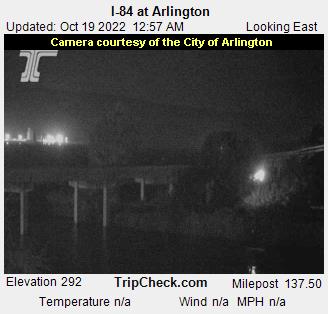 I-84 at Arlington
Updated: Oct 19 2022 12:57 AM Looking East
Camera courtesy of the City of Arlington
Elevation 292 TripCheck.com Milepost 137.50
Temperature n/a Wind n/a MPH n/a